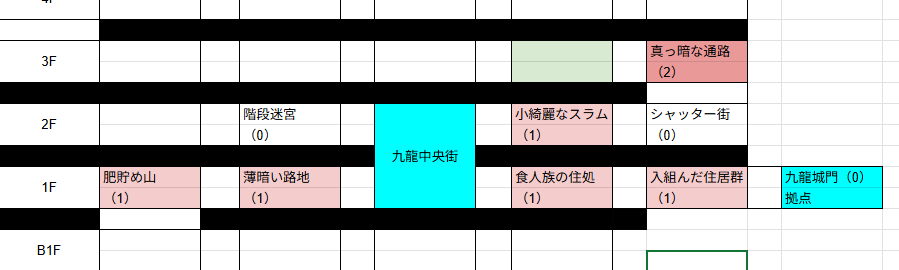 3F
真っ暗な通路
（2）
2F
階段迷宮
（0）
九龍中央街
小綺麗なスラム
（1）
シャッター街
（0）
1F
肥貯め山
（1）
薄暗い路地
（1）
食人族の住処
（1）
入組んだ住居群
（1）
九龍城門（0）
拠点
B1F